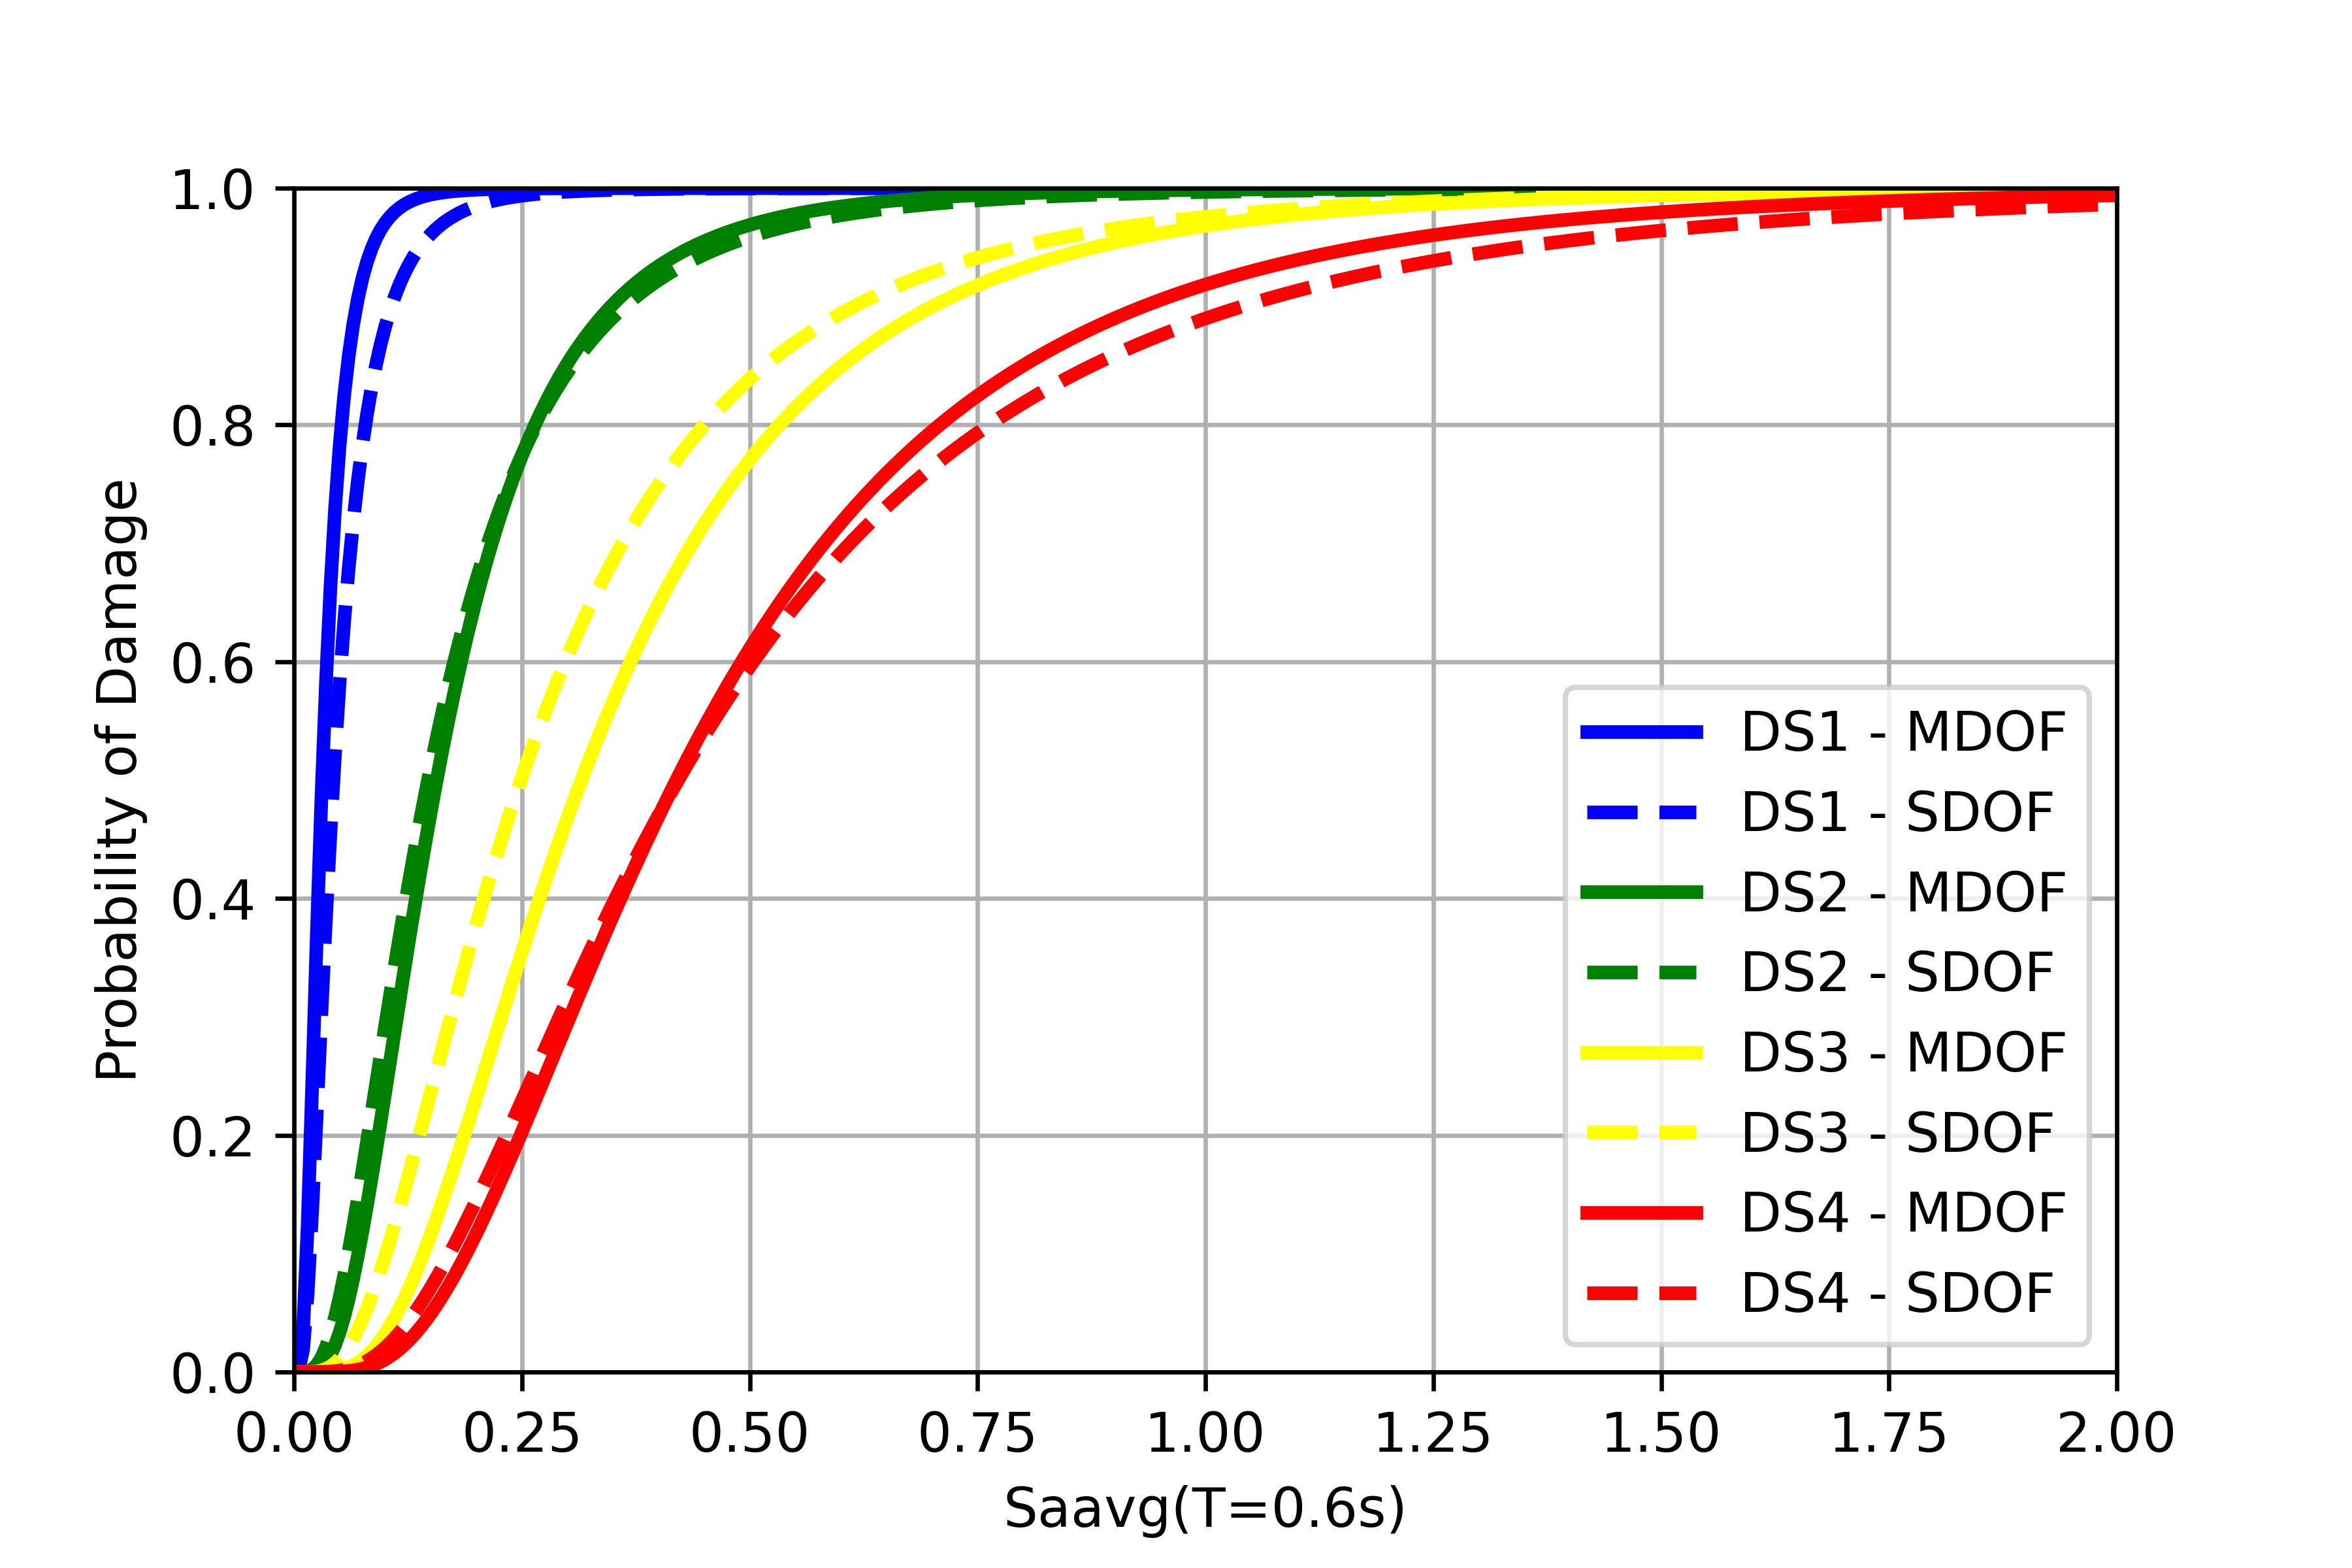 1.0
0.8
0.6
0.4
0.2
0.0
Probability of Damage
DS1 - MDOF
DS1 - SDOF
DS2 - MDOF
DS2 - SDOF
DS3 - MDOF
DS3 - SDOF
DS4 - MDOF
DS4 - SDOF
0.00 0.25 0.50 0.75 1.00 1.25 1.50 1.75 2.00
Saavg(T=0.6s)